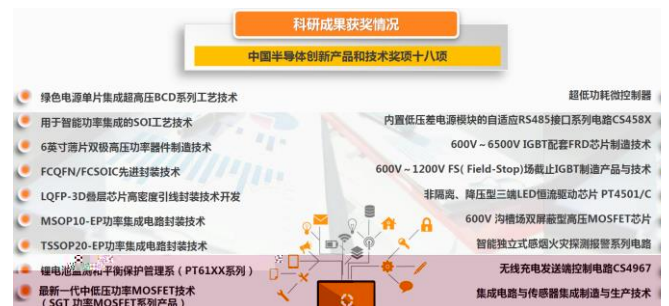 科研成果获奖情况
中国半导体创新产品和技术奖项十八项
绿色电源单片集成超高压BCD系列工艺技术
用于智能功率集成的SOI工艺技术
6英寸薄片双极高压功率器件制造技术
FCQFN/FCSOIC先进封装技术
LQFP-3D叠层芯片高密度引线封装技术开发
MSOP10-EP功率集成电路封装技术
TSSOP20-EP功率集成电路封装技术
锂电池监测和平衡保护管理系（PT61XX系列）
最新一代中低压功率MOSFET技术
（SGT 功率MOSFET系列产品）
超低功耗微控制器
内置低压差电源模块的自适应RS485接口系列电路CS458X
600V～6500V IGBT配套FRD芯片制造技术
600V～1200V FS( Field-Stop)场截止IGBT制造产品与技术
非隔离、降压型三端LED恒流驱动芯片 PT4501/C
600V 沟槽场双屏蔽型高压MOSFET芯片
智能独立式感烟火灾探测报警系列电路
无线充电发送端控制电路CS4967
集成电路与传感器集成制造与生产技术